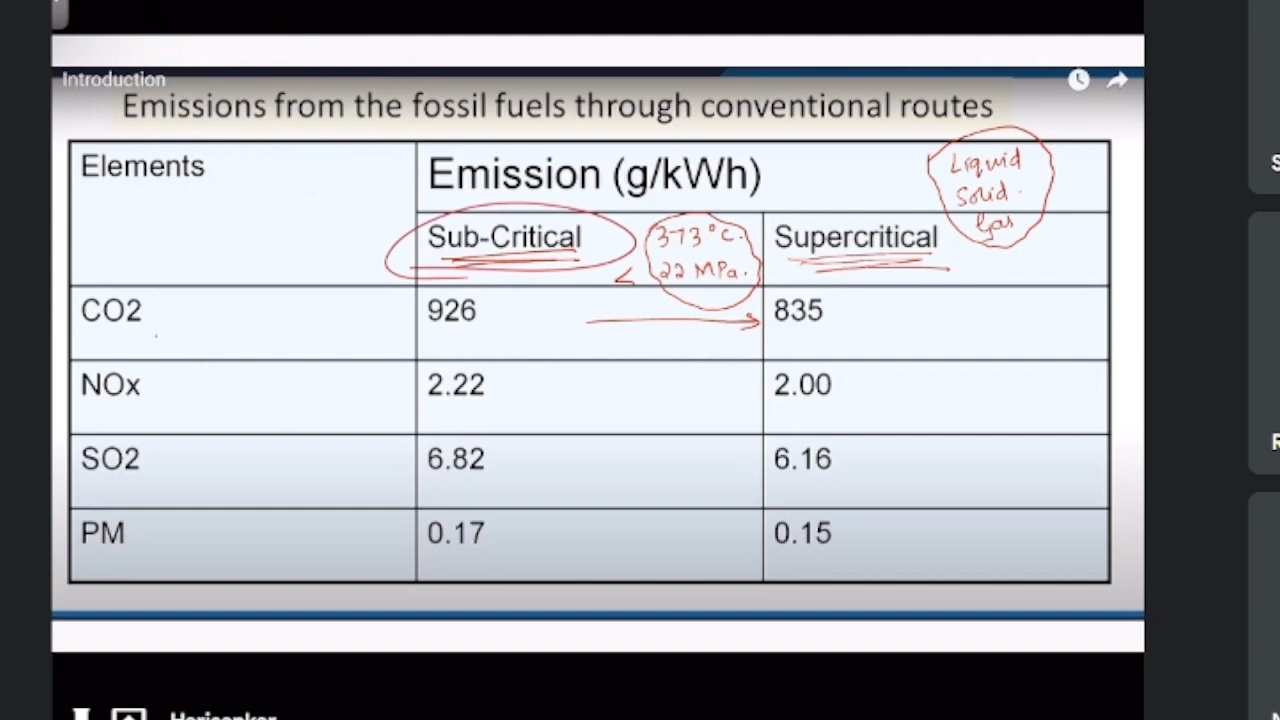 Introduction
Emissions from the fossil fuels through conventional routes
Elements
Emission (g/kWh)
Liquid
Solid.
Gas
Sub-Critical
< 373°C.
22 MPa.
Supercritical
CO2
926
835
NOx
2.22
2.00
SO2
6.82
6.16
PM
0.17
0.15